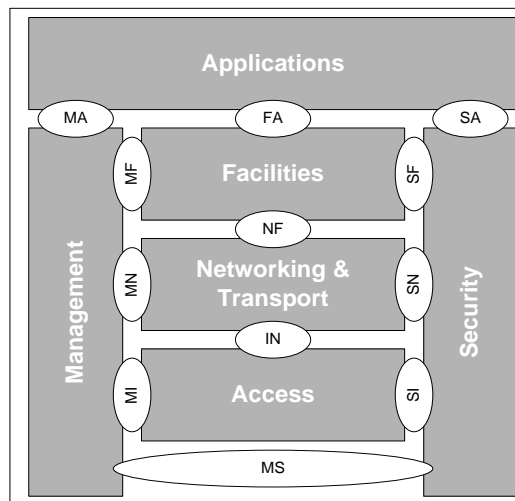 Applications
MA
FA
SA
MF
Facilities
SF
NF
Management
MN
Networking &
Transport
SN
Security
IN
MI
Access
SI
MS